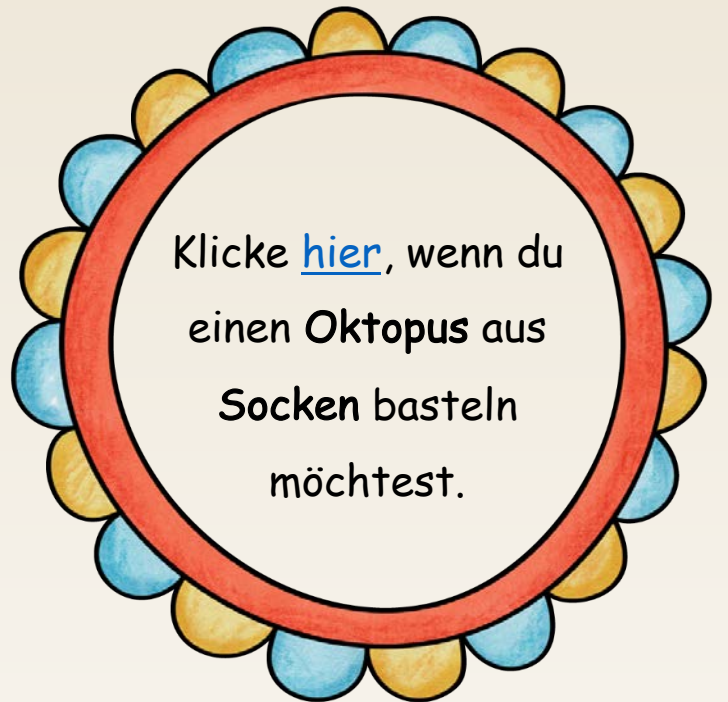 Klicke hier, wenn du
einen Oktopus aus
Socken basteln
möchtest.